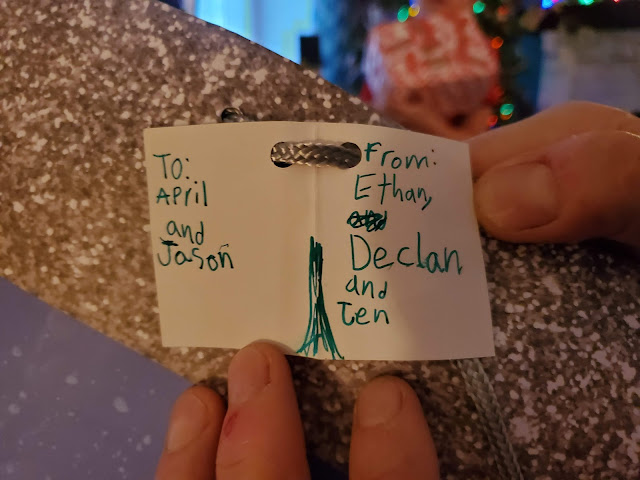 To:
April
and
Jason
From:
Ethan,
Declan
and
Ten